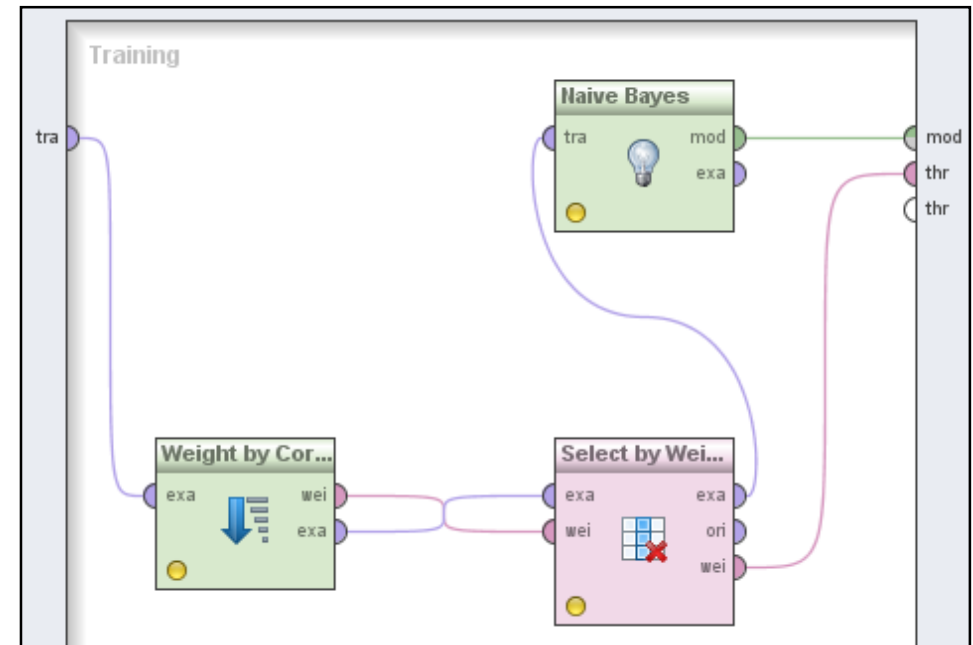 Training
tra
mod
thr
thr
Naive Bayes
tra
mod
exa
Weight by Cor...
exa
wei
exa
Select by Wei...
exa
wei
exa
ori
wei